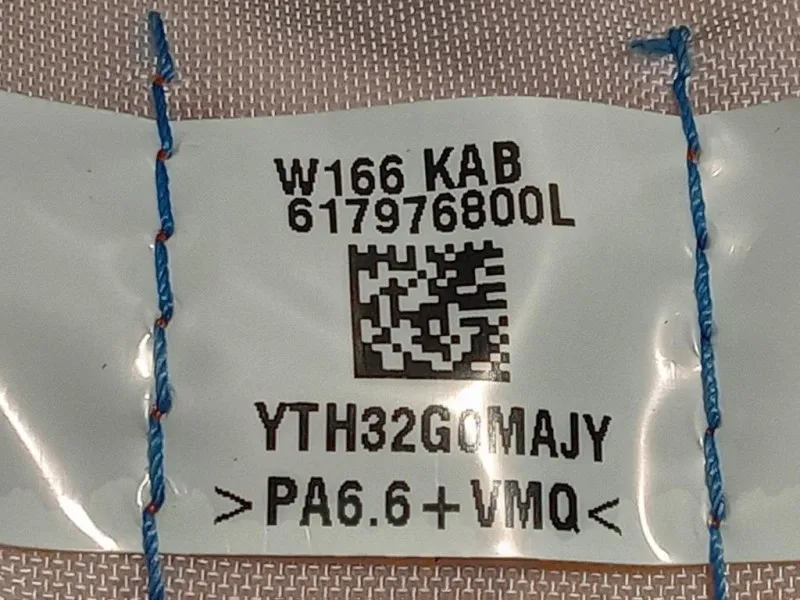 W166 KAB
617976800L
YTH32G0MAJY
>PA6.6+VMQ<